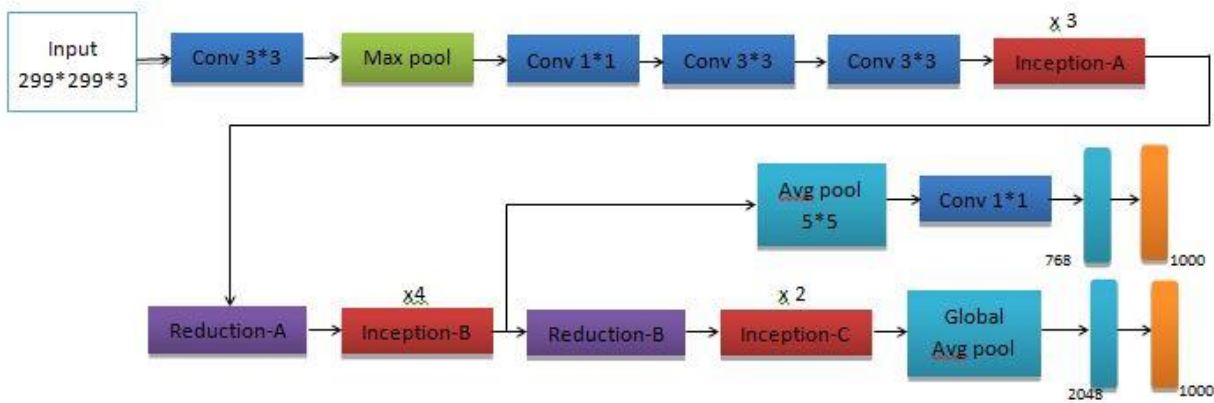 x 3
Input
299*299*3
Conv 3*3
Max pool
Conv 1*1
Conv 3*3
Conv 3*3
Inception-A
Avg pool
5*5
Conv 1*1
768
1000
x4
x 2
Reduction-A
Inception-B
Reduction-B
Inception-C
Global
Avg pool
2048
1000